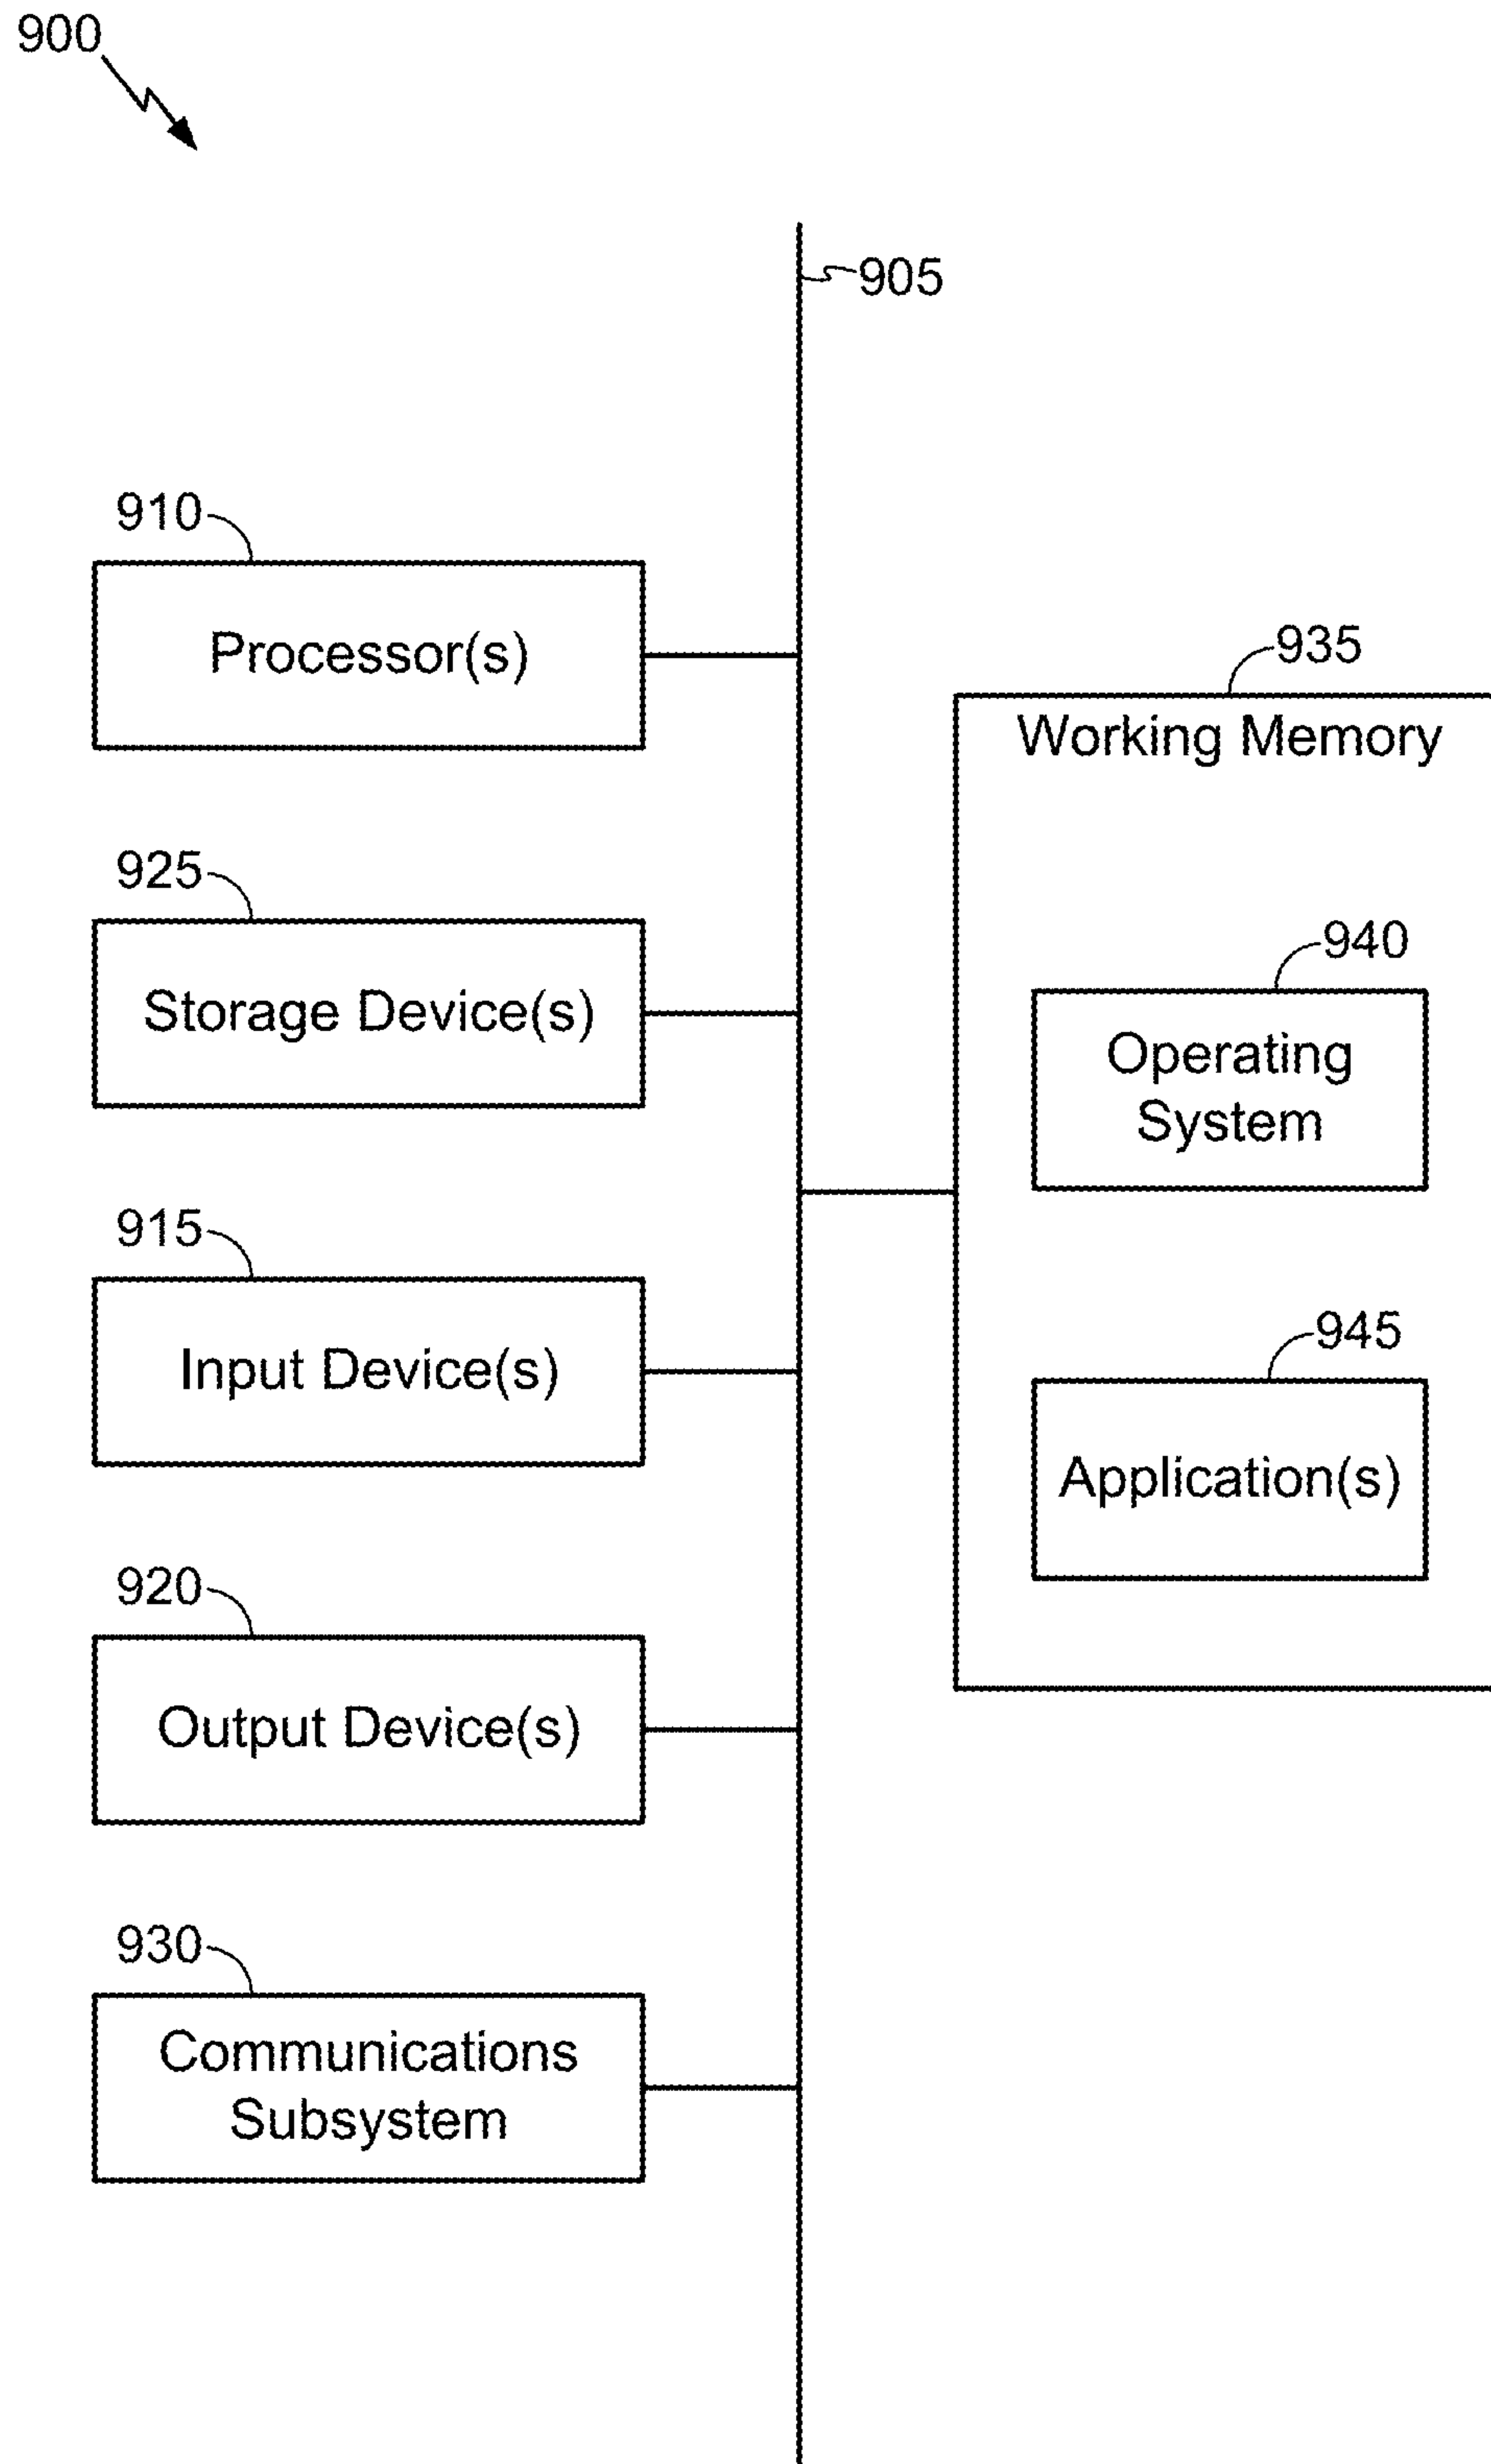 900
905
910
Processor(s)
925
Storage Device(s)
915
Input Device(s)
920
Output Device(s)
930
Communications
Subsystem
935
Working Memory
940
Operating
System
945
Application(s)